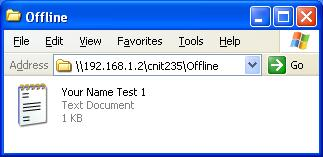 Offline
File Edit View Favorites Tools Help
Address \\192.168.1.2\cnit235\Offline Go
Your Name Test 1
Text Document
1 KB